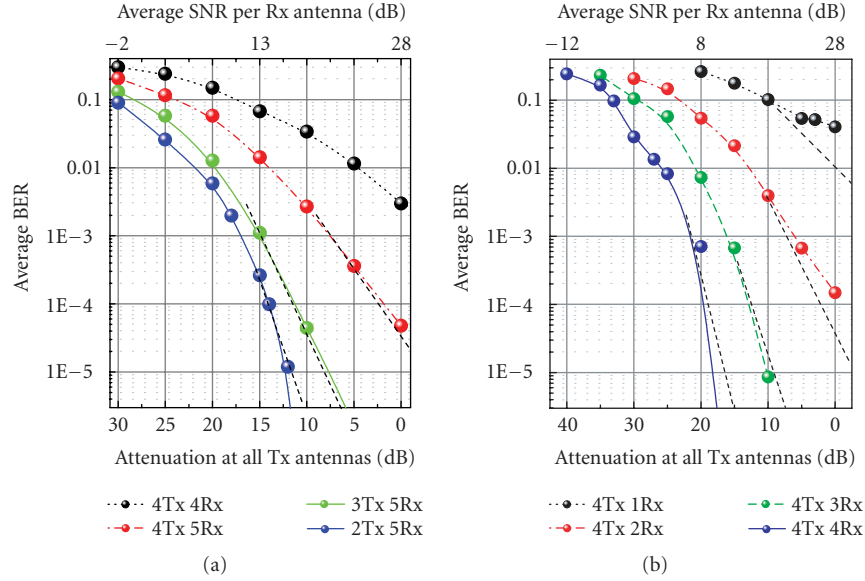 Average SNR per Rx antenna (dB)
−2 13 28
0.1
0.01
1E−3
1E−4
1E−5
Average BER
30 25 20 15 10 5 0
Attenuation at all Tx antennas (dB)
4Tx 4Rx 3Tx 5Rx
4Tx 5Rx 2Tx 5Rx
(a)
Average SNR per Rx antenna (dB)
−12 8 28
0.1
0.01
1E−3
1E−4
1E−5
Average BER
40 30 20 10 0
Attenuation at all Tx antennas (dB)
4Tx 1Rx 4Tx 3Rx
4Tx 2Rx 4Tx 4Rx
(b)